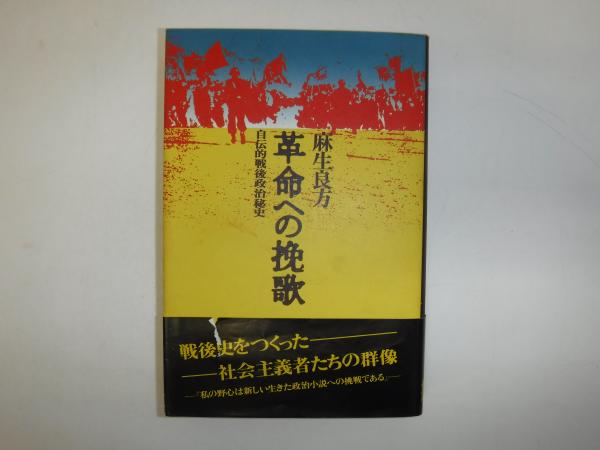 麻生良方
革命への挽歌
自伝的戦後政治秘史
戦後史をつくった―――
――社会主義者たちの群像
―『私の野心は新しい生きた政治小説への挑戦である』―